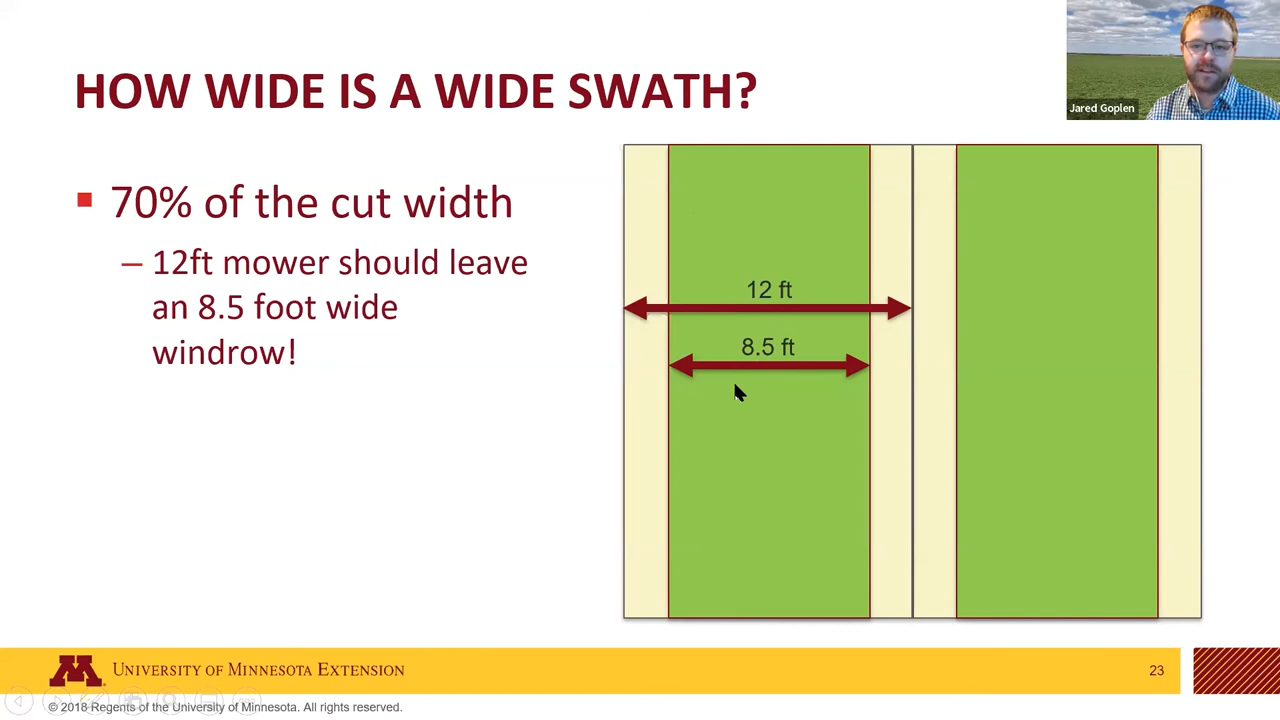 HOW WIDE IS A WIDE SWATH?
Jared Goplen
▪ 70% of the cut width
– 12ft mower should leave
an 8.5 foot wide
windrow!
12 ft
8.5 ft
M
UNIVERSITY OF MINNESOTA EXTENSION
23
© 2018 Regents of the University of Minnesota. All rights reserved.